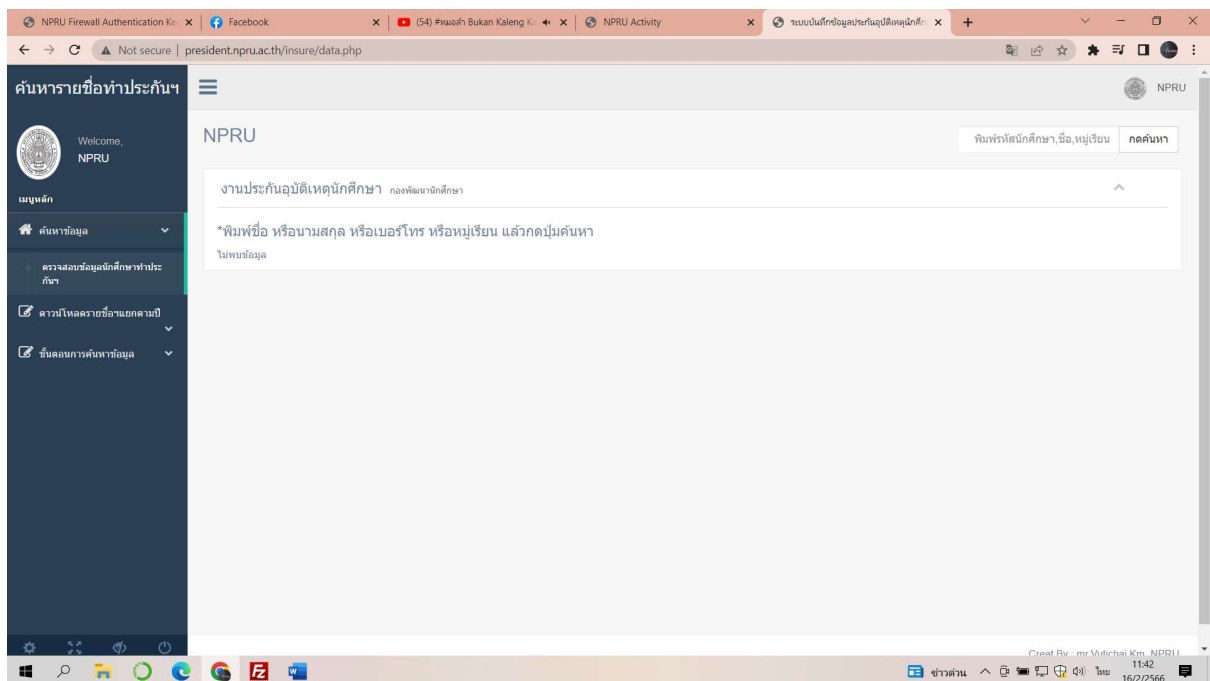 NPRU Firewall Authentication Ke
Facebook
(54) #หมอลำ Bukan Kaleng K
NPRU Activity
ระบบบันทึกข้อมูลประกันอุบัติเหตุนักศึก
Not secure
president.npru.ac.th/insure/data.php
ค้นหารายชื่อทำประกันฯ
NPRU
Welcome,
NPRU
NPRU
พิมพ์รหัสนักศึกษา,ชื่อ,หมู่เรียน
กดค้นหา
เมนูหลัก
งานประกันอุบัติเหตุนักศึกษา กองพัฒนานักศึกษา
ค้นหาข้อมูล
*พิมพ์ชื่อ หรือนามสกุล หรือเบอร์โทร หรือหมู่เรียน แล้วกดปุ่มค้นหา
ไม่พบข้อมูล
ตรวจสอบข้อมูลนักศึกษาทำประ
กันฯ
ดาวน์โหลดรายชื่อฯแยกตามปี
ขั้นตอนการค้นหาข้อมูล
Creat By : mr.Vutichai Km. NPRU
ข่าวด่วน
ไทย
11:42
16/2/2566